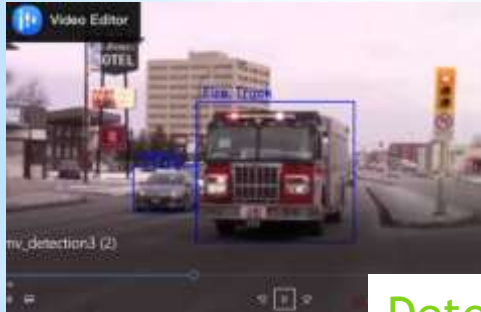 Video Editor
OTEL
Fire Truck
mv_detection3 (2)
Dete